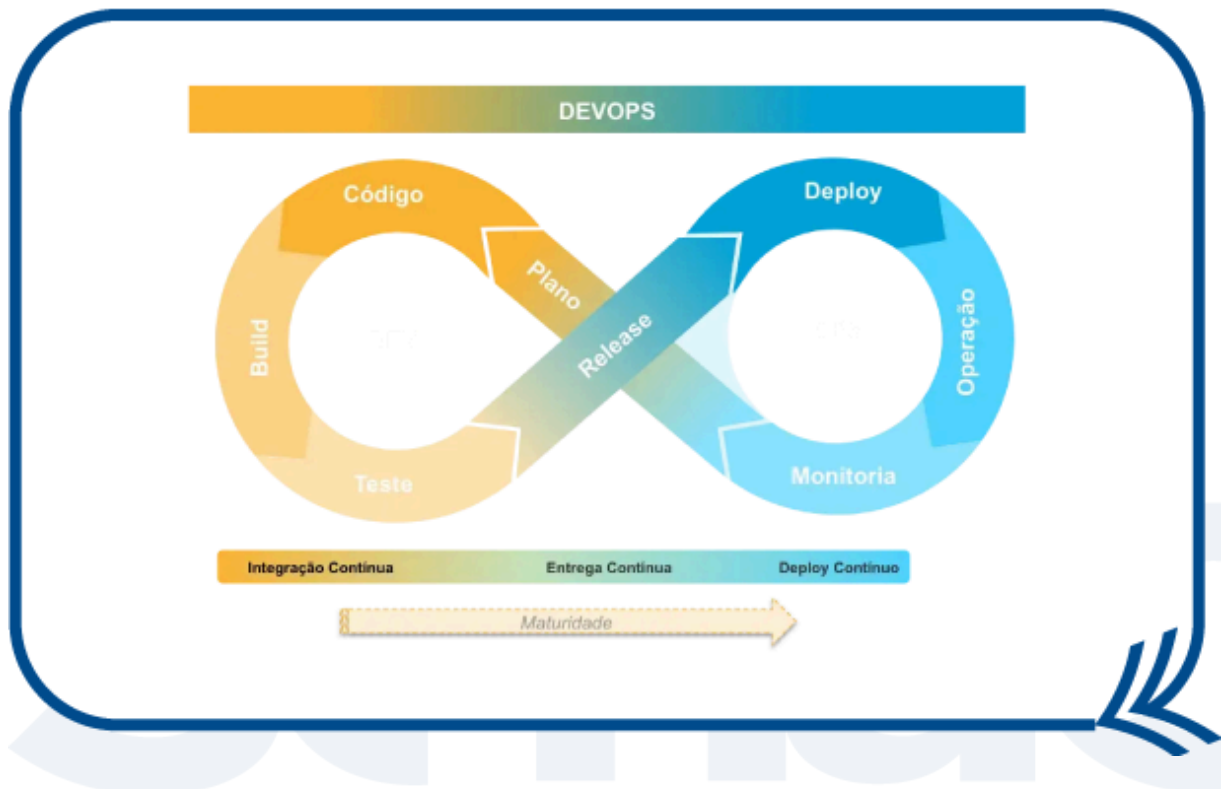 DEVOPS
Código
Deploy
Plano
Release
Build
Operação
Teste
Monitoria
Integração Contínua
Entrega Contínua
Deploy Contínuo
Maturidade